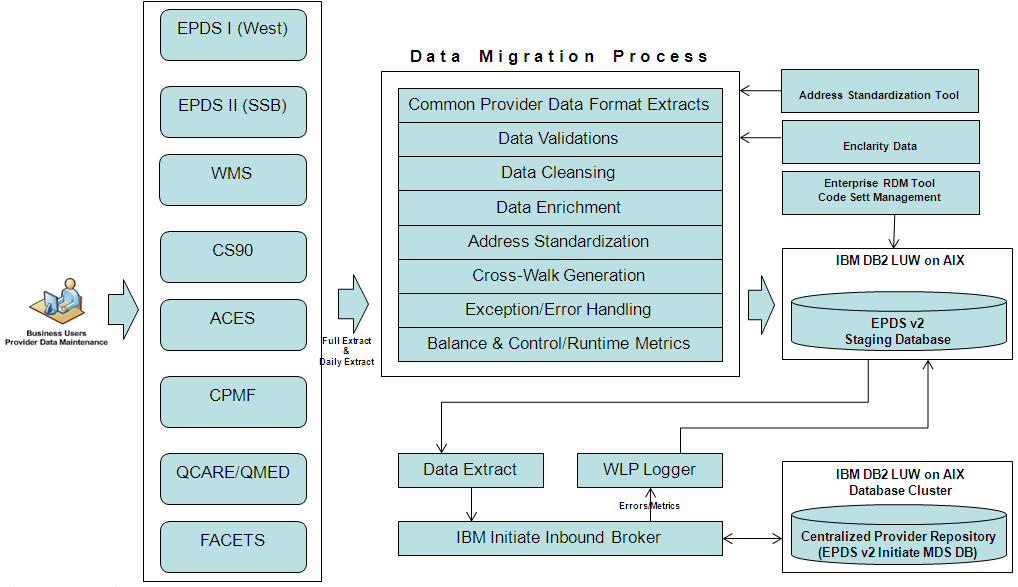 EPDS I (West)
EPDS II (SSB)
WMS
CS90
ACES
CPMF
QCARE/QMED
FACETS
Business Users
Provider Data Maintenance
Full Extract
&
Daily Extract
Data Migration Process
Common Provider Data Format Extracts
Data Validations
Data Cleansing
Data Enrichment
Address Standardization
Cross-Walk Generation
Exception/Error Handling
Balance & Control/Runtime Metrics
Address Standardization Tool
Enclarity Data
Enterprise RDM Tool
Code Sett Management
IBM DB2 LUW on AIX
EPDS v2
Staging Database
Data Extract
WLP Logger
Errors/Metrics
IBM Initiate Inbound Broker
IBM DB2 LUW on AIX
Database Cluster
Centralized Provider Repository
(EPDS v2 Initiate MDS DB)